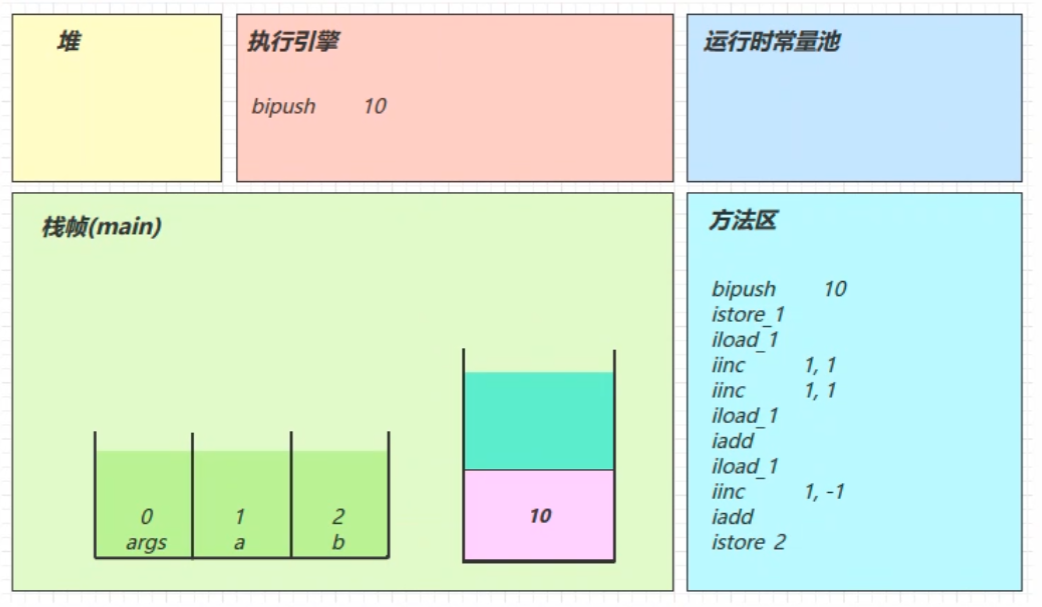 堆
执行引擎
bipush 10
运行时常量池
栈帧(main)
0 1 2
args a b
10
方法区
bipush 10
istore_1
iload_1
iinc 1, 1
iinc 1, 1
iload_1
iadd
iload_1
iinc 1, -1
iadd
istore 2